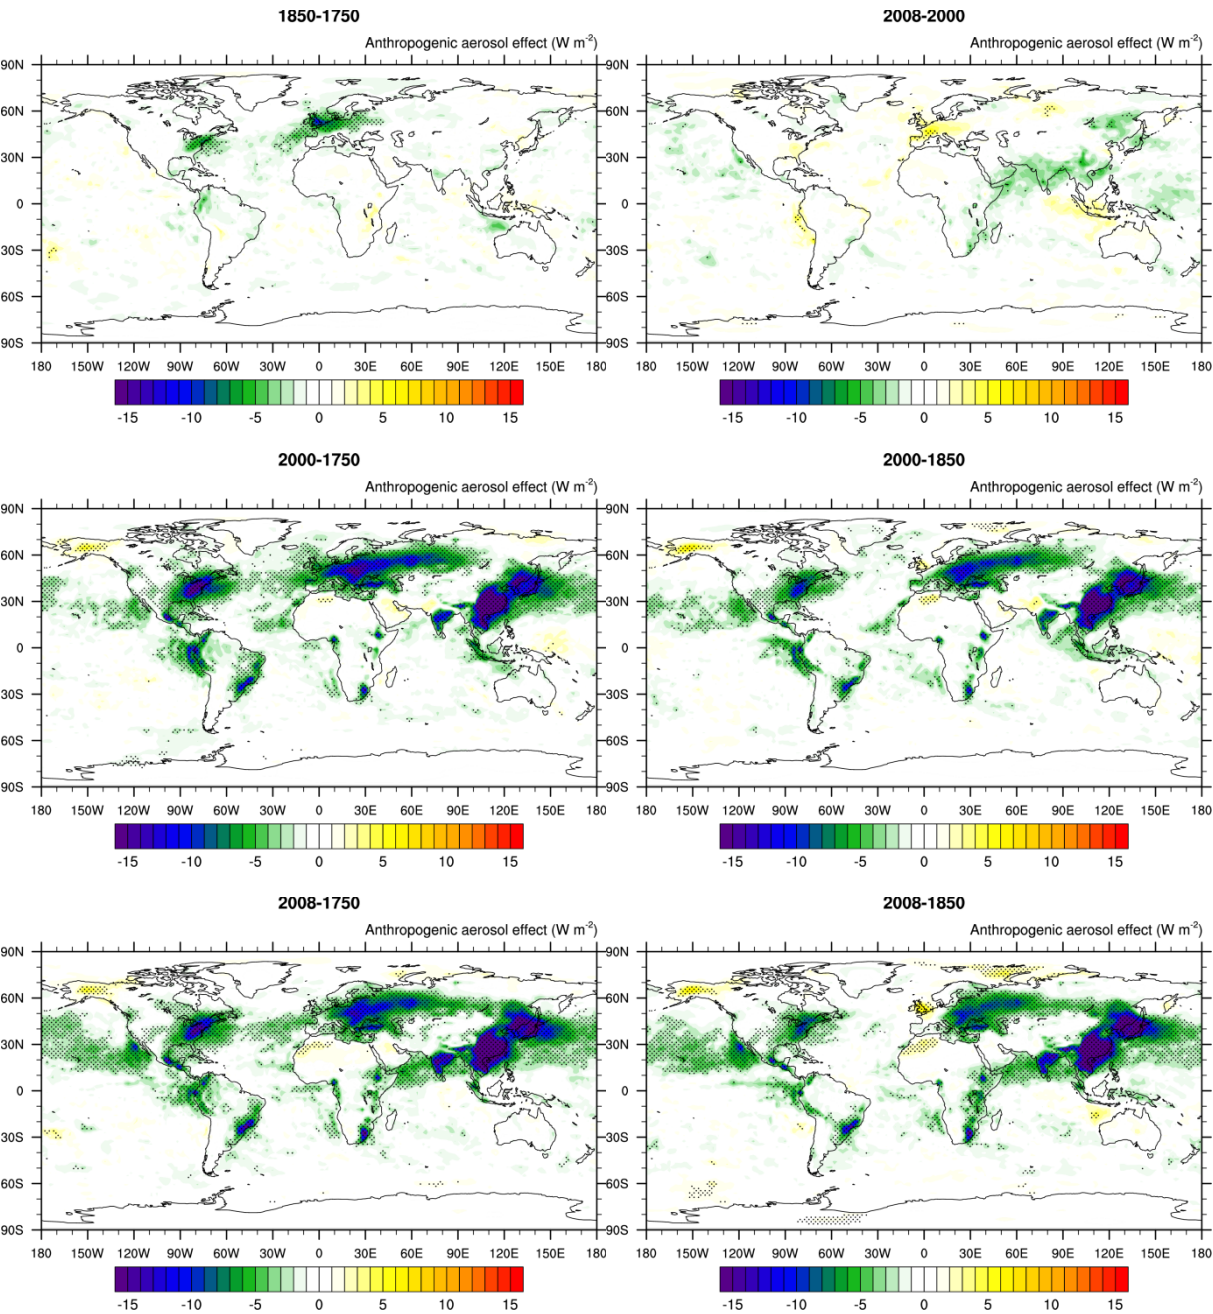 1850-1750
Anthropogenic aerosol effect (W m-2)
90N
60N
30N
0
30S
60S
90S
180 150W 120W 90W 60W 30W 0 30E 60E 90E 120E 150E 180
-15 -10 -5 0 5 10 15
2008-2000
Anthropogenic aerosol effect (W m-2)
90N
60N
30N
0
30S
60S
90S
180 150W 120W 90W 60W 30W 0 30E 60E 90E 120E 150E 180
-15 -10 -5 0 5 10 15
2000-1750
Anthropogenic aerosol effect (W m-2)
90N
60N
30N
0
30S
60S
90S
180 150W 120W 90W 60W 30W 0 30E 60E 90E 120E 150E 180
-15 -10 -5 0 5 10 15
2000-1850
Anthropogenic aerosol effect (W m-2)
90N
60N
30N
0
30S
60S
90S
180 150W 120W 90W 60W 30W 0 30E 60E 90E 120E 150E 180
-15 -10 -5 0 5 10 15
2008-1750
Anthropogenic aerosol effect (W m-2)
90N
60N
30N
0
30S
60S
90S
180 150W 120W 90W 60W 30W 0 30E 60E 90E 120E 150E 180
-15 -10 -5 0 5 10 15
2008-1850
Anthropogenic aerosol effect (W m-2)
90N
60N
30N
0
30S
60S
90S
180 150W 120W 90W 60W 30W 0 30E 60E 90E 120E 150E 180
-15 -10 -5 0 5 10 15